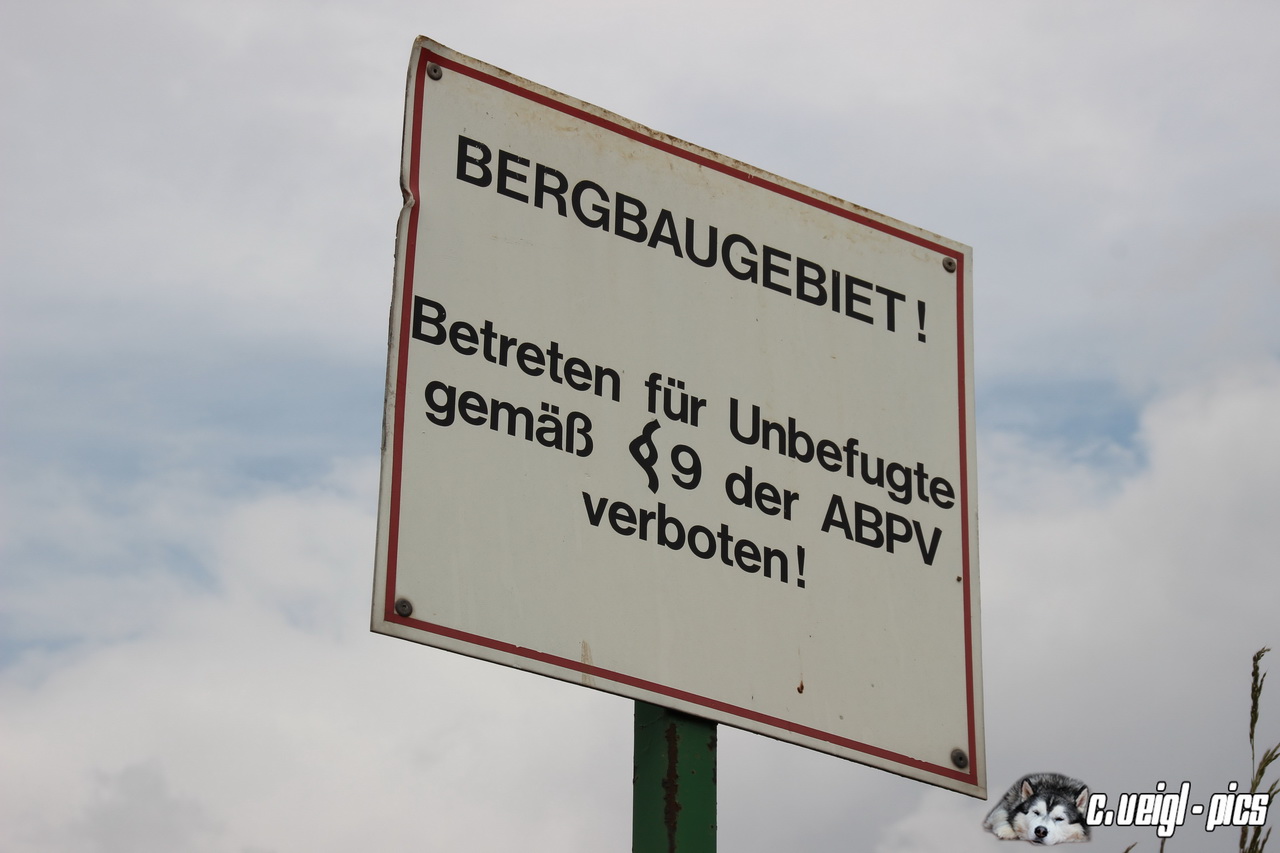 BERGBAUGEBIET!
Betreten für Unbefugte
gemäß §9 der ABPV
verboten!
c.veigl-pics